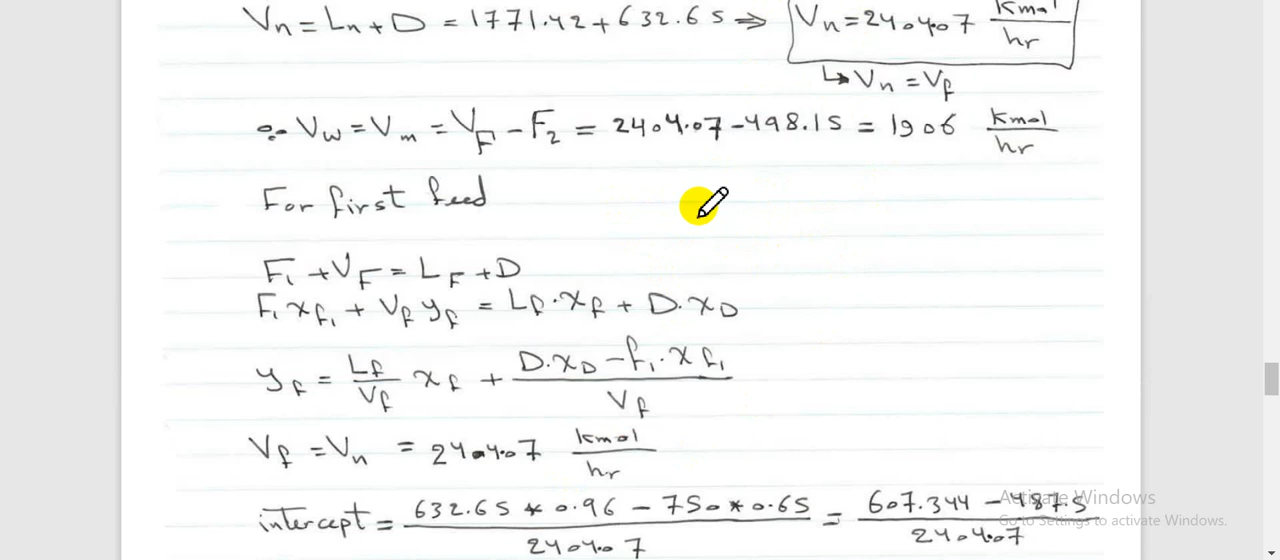 Vn = Ln + D = 1771.42 + 632.65 ⇒ Vn = 2404.07 Kmol/hr
↳ Vn = Vf
∴ Vw = Vm = VF - F2 = 2404.07 - 498.15 = 1906 Kmol/hr
For first feed
F1 + VF = LF + D
F1 xf1 + Vf yf = Lf · xf + D · xD
yf = Lf/Vf xf + (D · xD - f1 · xf1)/Vf
Vf = Vn = 2404.07 Kmol/hr
intercept = (632.65 * 0.96 - 750 * 0.65)/2404.07 = (607.344 - 487.5)/2404.07
Activate Windows
Go to Settings to activate Windows.